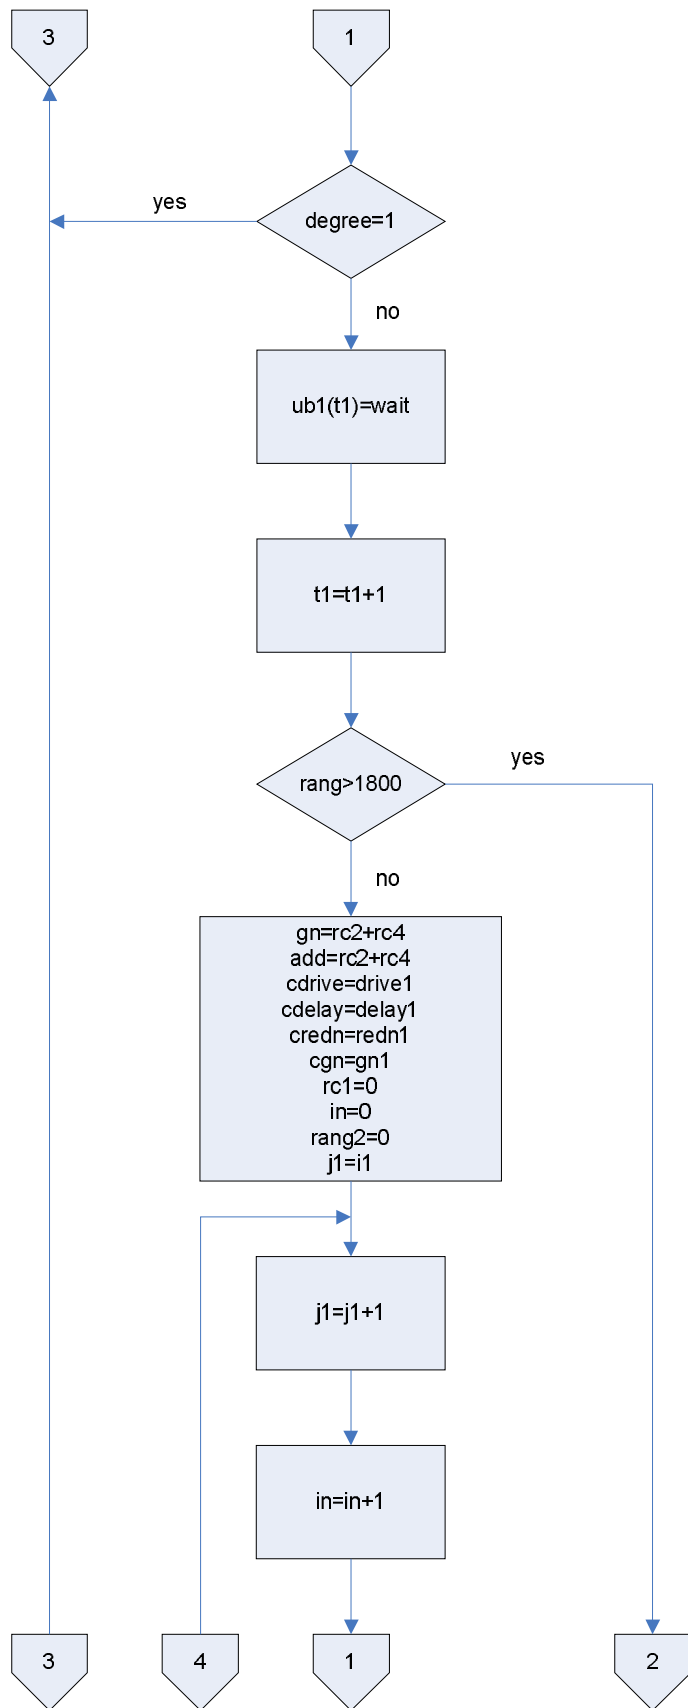 3
1
yes
degree=1
no
ub1(t1)=wait
t1=t1+1
yes
rang>1800
no
gn=rc2+rc4
add=rc2+rc4
cdrive=drive1
cdelay=delay1
credn=redn1
cgn=gn1
rc1=0
in=0
rang2=0
j1=i1
j1=j1+1
in=in+1
3
4
1
2